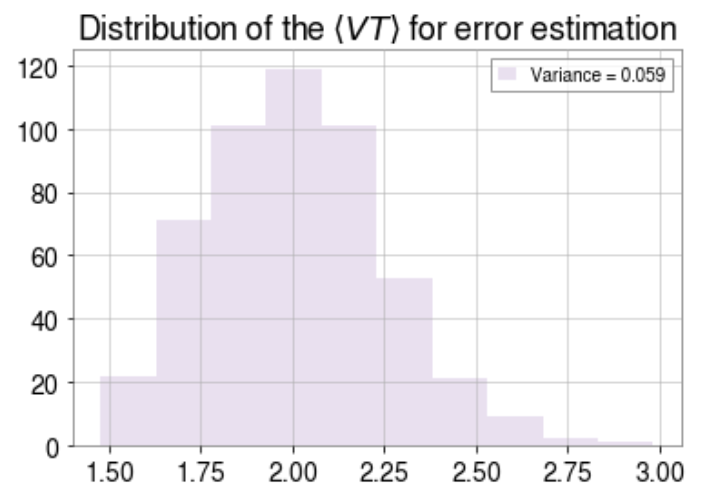 Distribution of the ⟨VT⟩ for error estimation
Variance = 0.059
120
100
80
60
40
20
0
1.50 1.75 2.00 2.25 2.50 2.75 3.00